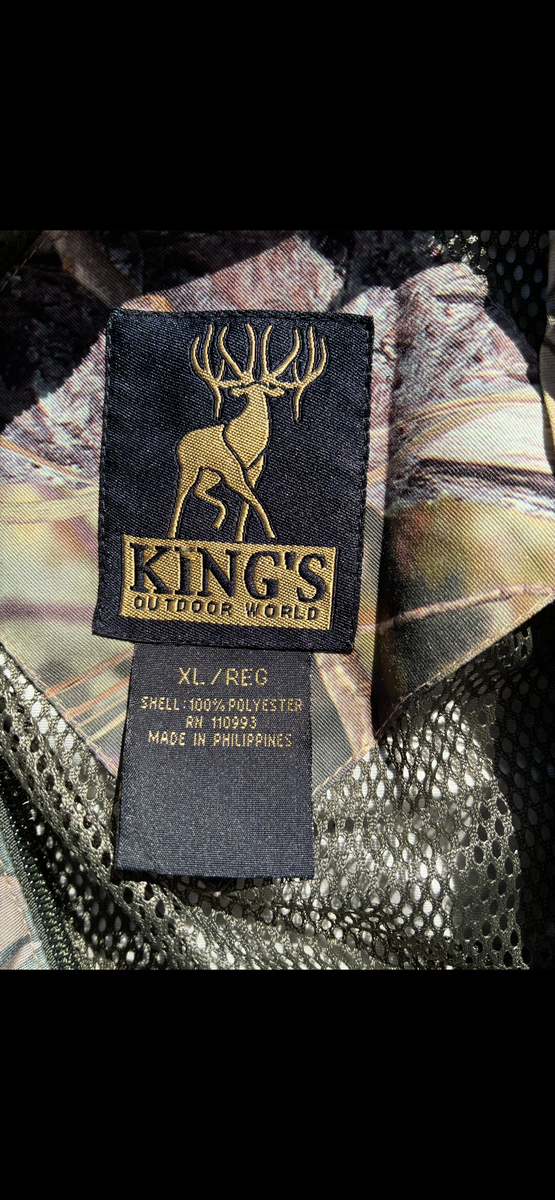 KING'S
OUTDOOR WORLD
XL/REG
SHELL: 100% POLYESTER
RN 110993
MADE IN PHILIPPINES